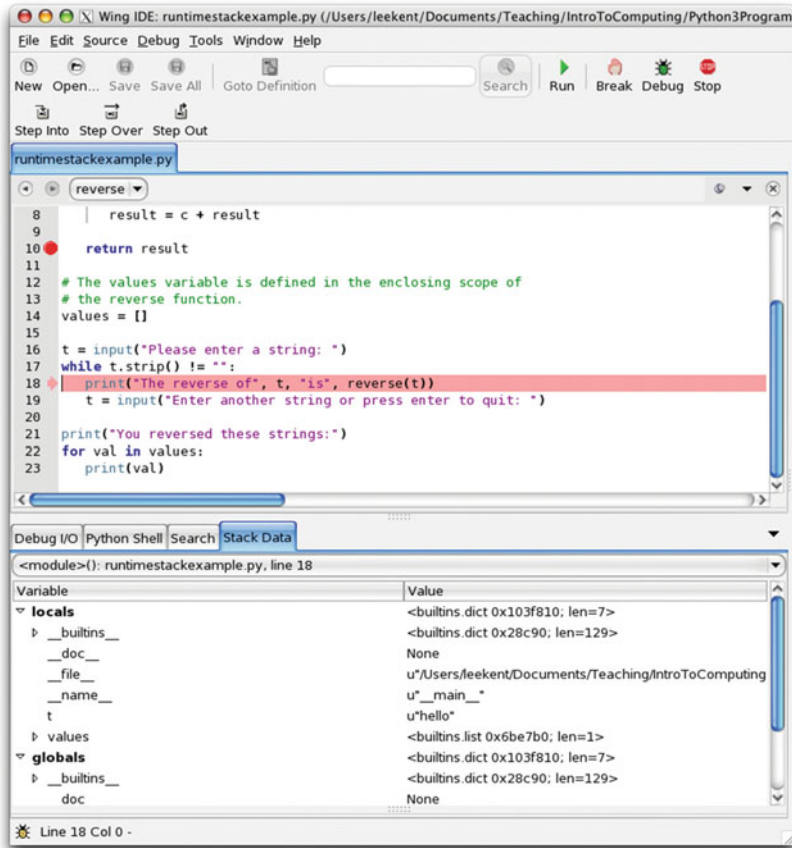 Wing IDE: runtimestackexample.py (/Users/leekent/Documents/Teaching/IntroToComputing/Python3Program
File Edit Source Debug Tools Window Help
New Open... Save Save All Goto Definition Search Run Break Debug Stop
Step Into Step Over Step Out
runtimestackexample.py
reverse
8 result = c + result
9
10 return result
11
12 # The values variable is defined in the enclosing scope of
13 # the reverse function.
14 values = []
15
16 t = input("Please enter a string: ")
17 while t.strip() != "":
18 print("The reverse of", t, "is", reverse(t))
19 t = input("Enter another string or press enter to quit: ")
20
21 print("You reversed these strings:")
22 for val in values:
23 print(val)
Debug I/O Python Shell Search Stack Data
<module>(): runtimestackexample.py, line 18
Variable Value
locals <builtins.dict 0x103f810; len=7>
__builtins__ <builtins.dict 0x28c90; len=129>
__doc__ None
__file__ u"/Users/leekent/Documents/Teaching/IntroToComputing
__name__ u"__main__"
t u"hello"
values <builtins.list 0x6be7b0; len=1>
globals <builtins.dict 0x103f810; len=7>
__builtins__ <builtins.dict 0x28c90; len=129>
doc None
Line 18 Col 0 -